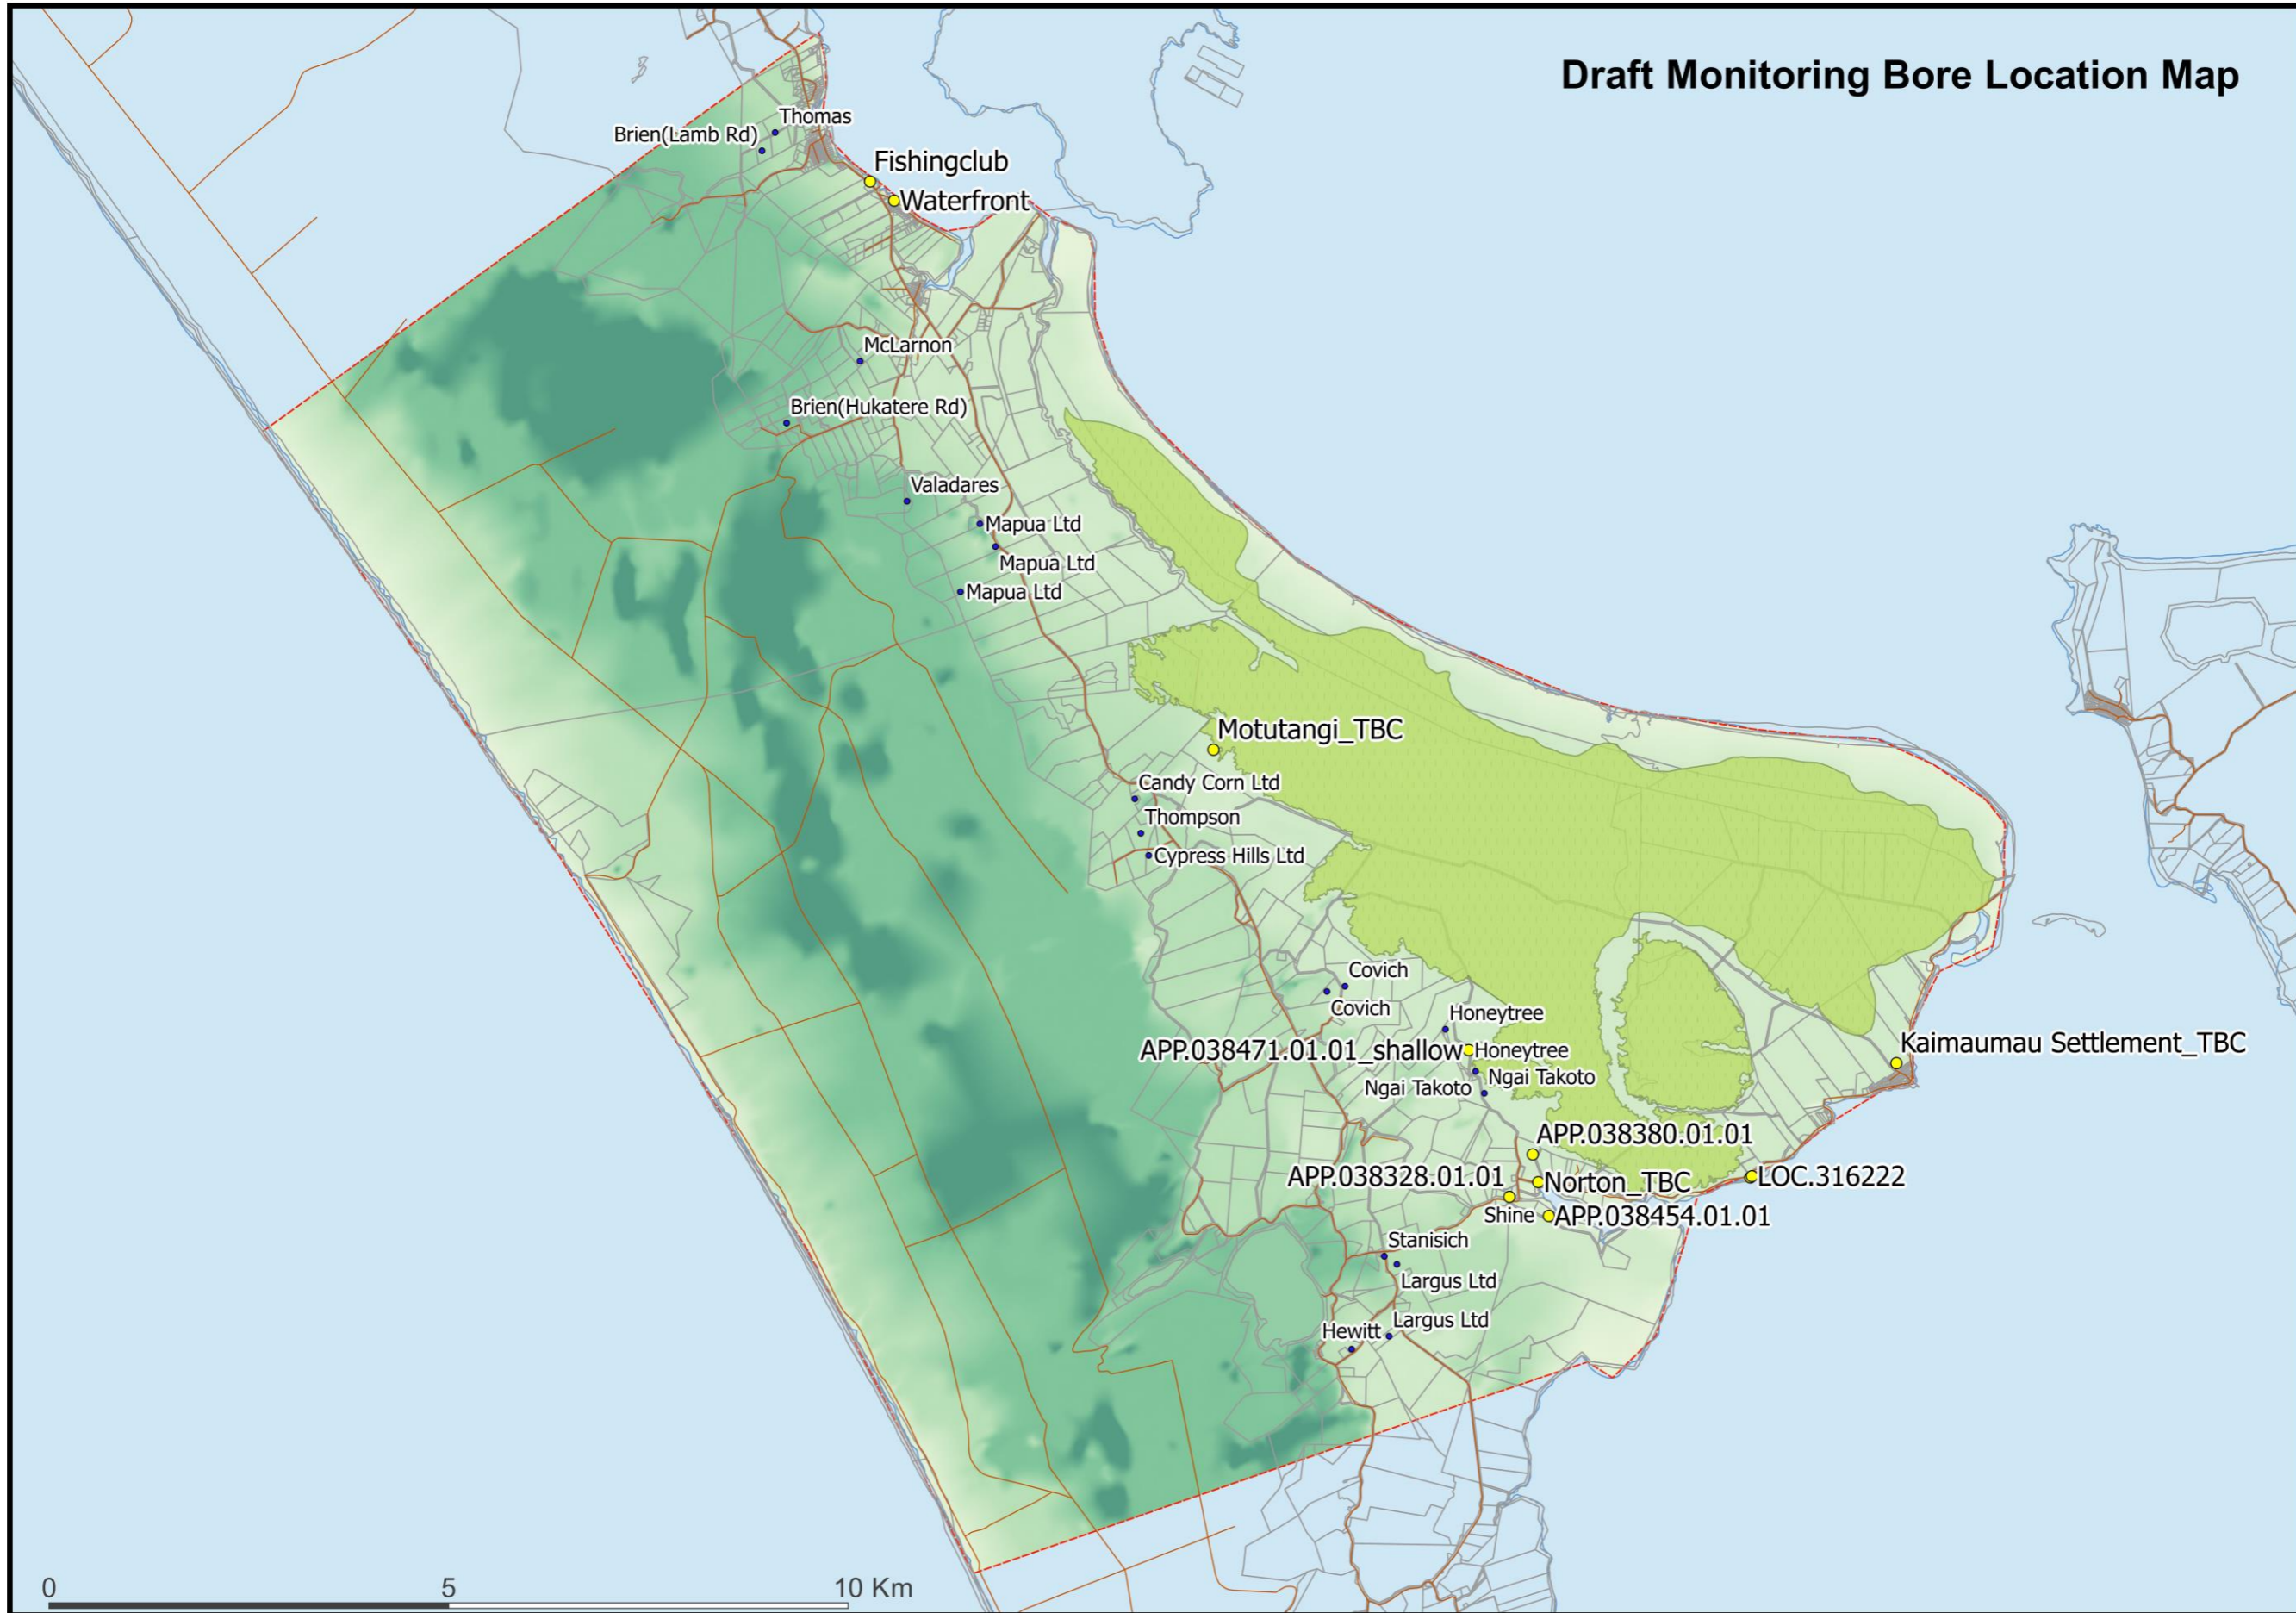 Draft Monitoring Bore Location Map
Thomas
Brien(Lamb Rd)
Fishingclub
Waterfront
McLarnon
Brien(Hukatere Rd)
Valadares
Mapua Ltd
Mapua Ltd
Mapua Ltd
Motutangi_TBC
Candy Corn Ltd
Thompson
Cypress Hills Ltd
Covich
Covich
Honeytree
Kaimaumau Settlement_TBC
APP.038471.01.01_shallow
Honeytree
Ngai Takoto
Ngai Takoto
APP.038380.01.01
APP.038328.01.01
Norton_TBC
LOC.316222
Shine
APP.038454.01.01
Stanisich
Largus Ltd
Largus Ltd
Hewitt
0 5 10 Km